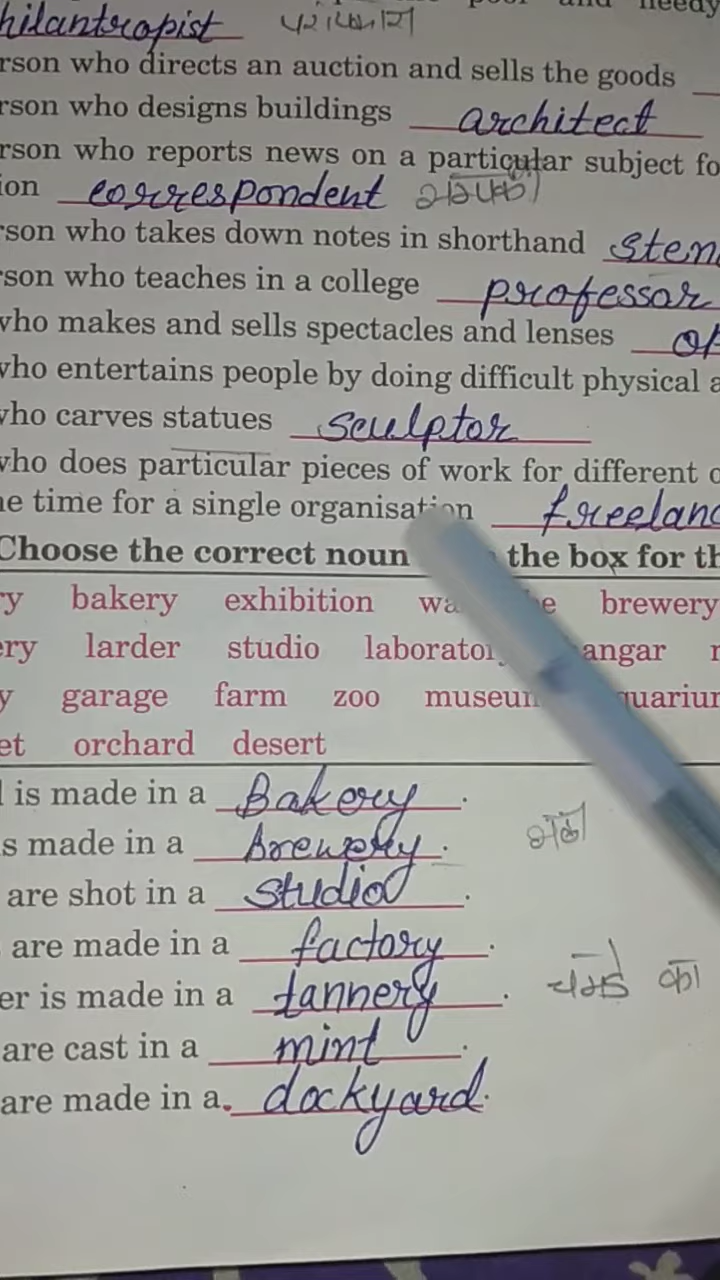 hilantropist
rson who directs an auction and sells the goods
rson who designs buildings architect
rson who reports news on a particular subject fo
ion correspondent
rson who takes down notes in shorthand sten
rson who teaches in a college professor
who makes and sells spectacles and lenses
who entertains people by doing difficult physical a
who carves statues sculptor
who does particular pieces of work for different
e time for a single organisation freelanc
Choose the correct noun the box for th
ry bakery exhibition brewery
ery larder studio laborator angar
y garage farm zoo museum quarium
et orchard desert
is made in a Bakery.
s made in a Brewery.
are shot in a studio.
are made in a factory.
er is made in a tannery. चमड़े का
are cast in a mint.
are made in a. dockyard.